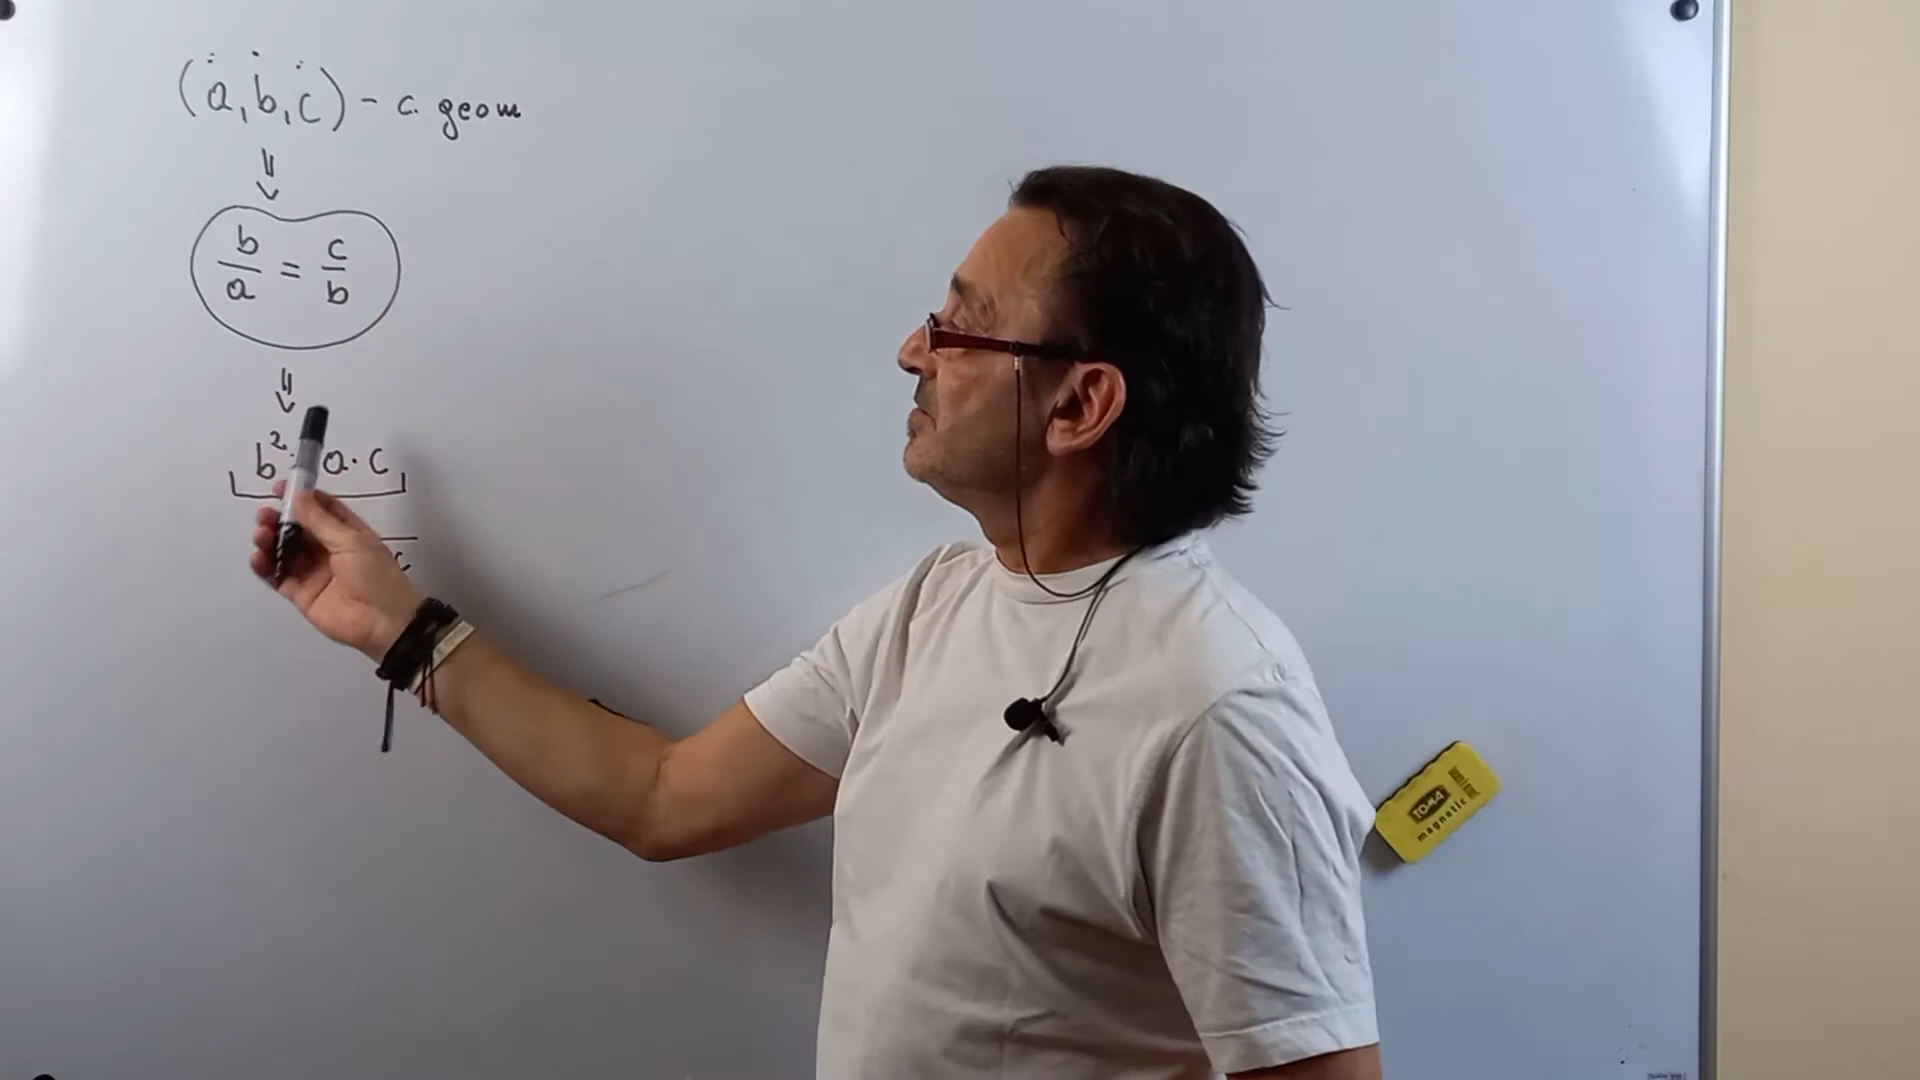 (a, b, c) - c. geom
⇓
b/a = c/b
⇓
b² a · c
c
TOMA
magnetic